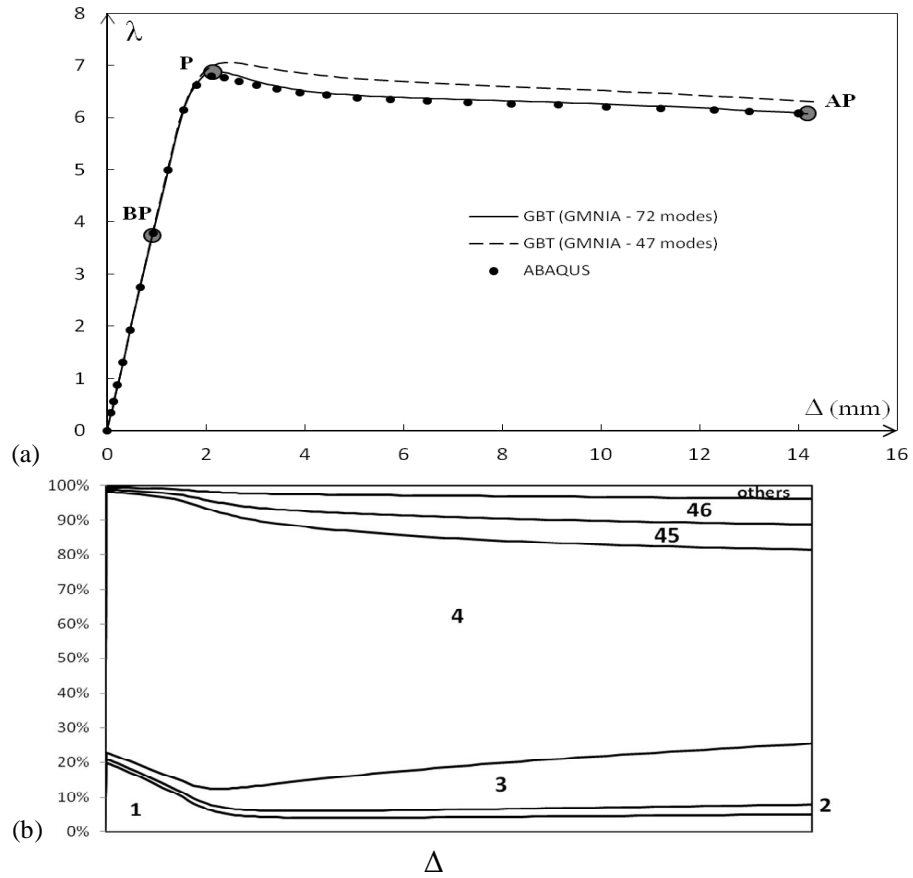 8
λ
7
P
6
AP
5
4
BP
GBT (GMNIA - 72 modes)
3
GBT (GMNIA - 47 modes)
ABAQUS
2
1
Δ (mm)
0
(a)
0 2 4 6 8 10 12 14 16
100%
others
46
90%
45
80%
70%
4
60%
50%
40%
30%
20%
3
10%
1
2
(b)
0%
Δ